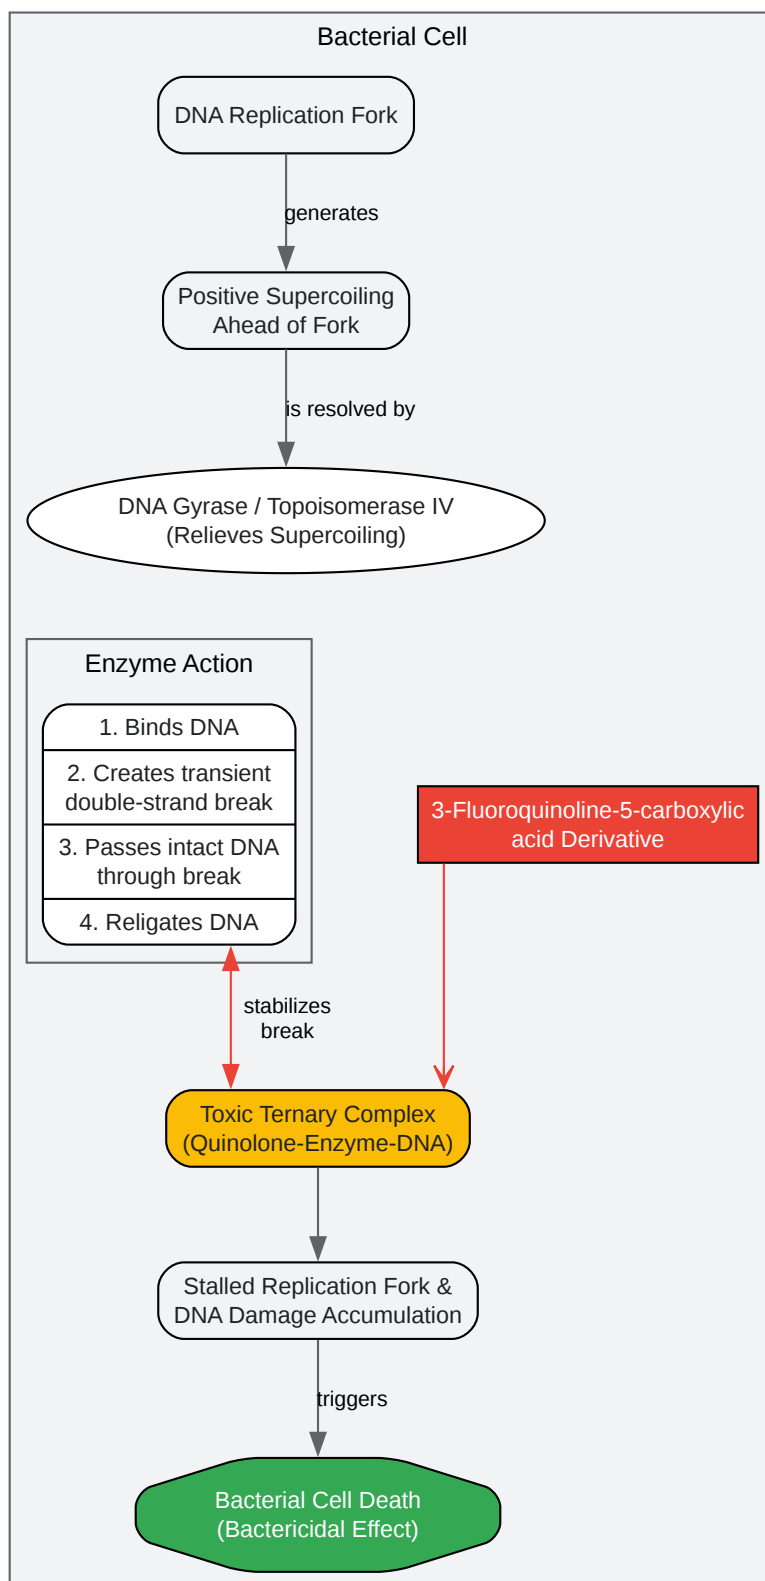 Bacterial Cell
DNA Replication Fork
generates
Positive Supercoiling
Ahead of Fork
is resolved by
DNA Gyrase / Topoisomerase IV
(Relieves Supercoiling)
Enzyme Action
1. Binds DNA
2. Creates transient
double-strand break
3. Passes intact DNA
through break
4. Religates DNA
3-Fluoroquinoline-5-carboxylic
acid Derivative
stabilizes
break
Toxic Ternary Complex
(Quinolone-Enzyme-DNA)
Stalled Replication Fork &
DNA Damage Accumulation
triggers
Bacterial Cell Death
(Bactericidal Effect)